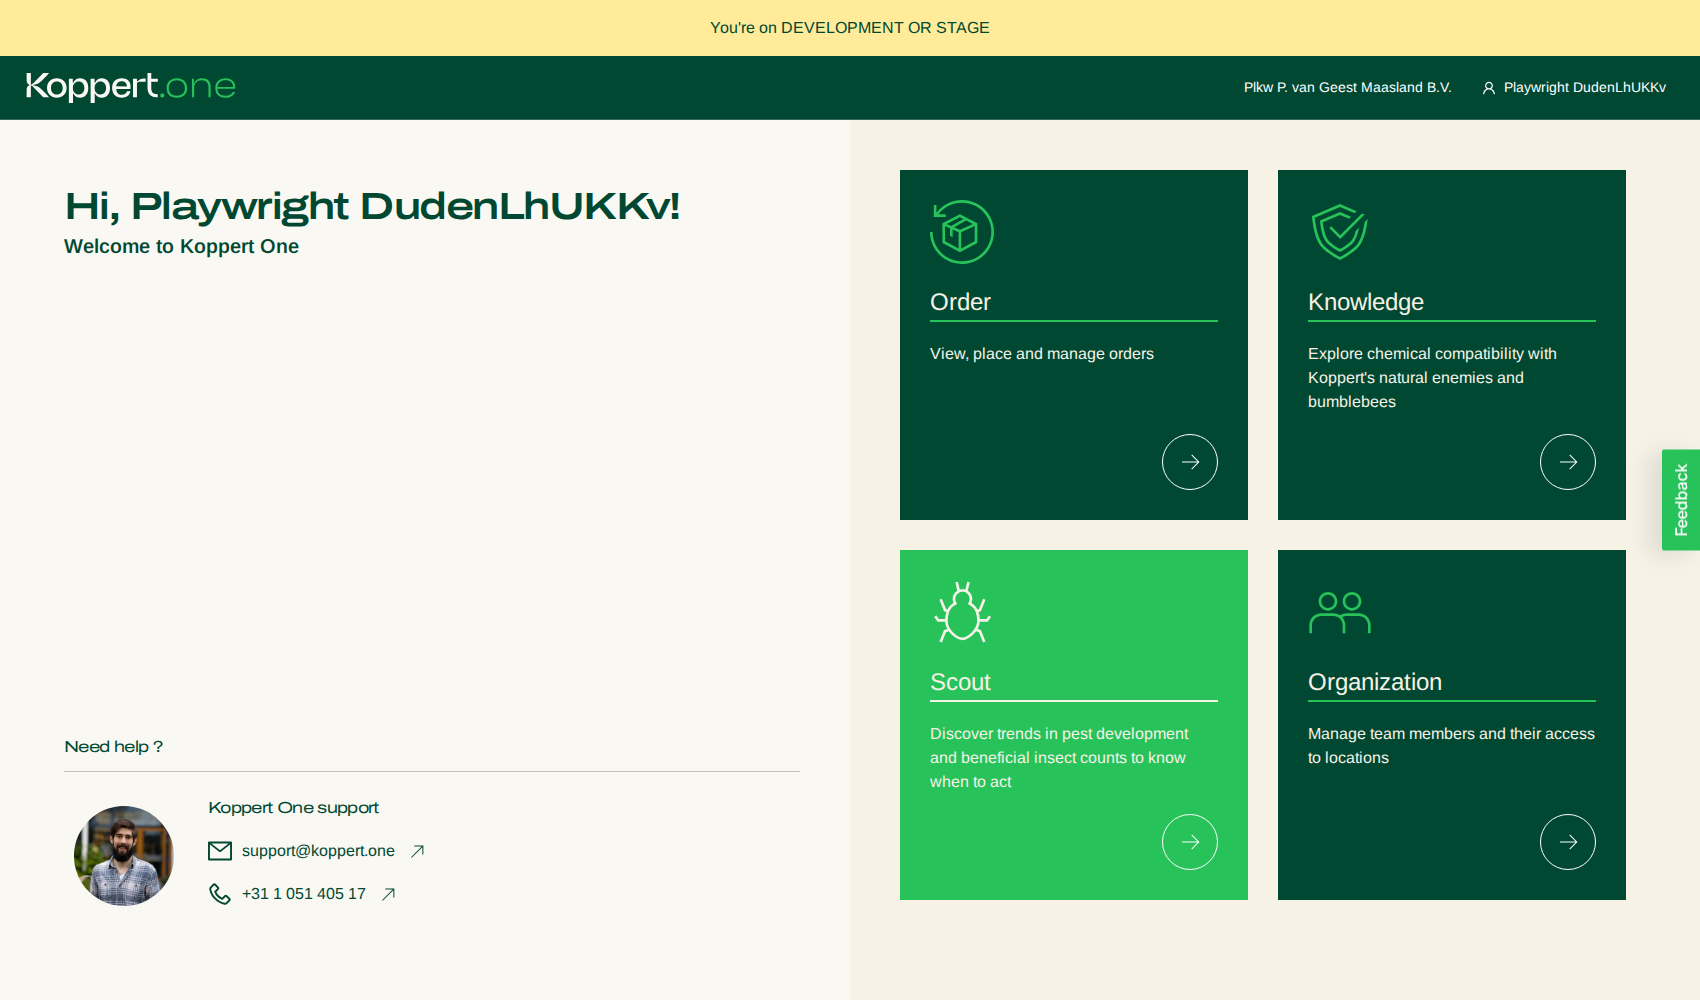 You're on DEVELOPMENT OR STAGE
Koppert.one
Plkw P. van Geest Maasland B.V.
Playwright DudenLhUKKv
Hi, Playwright DudenLhUKKv!
Welcome to Koppert One
Need help ?
Koppert One support
support@koppert.one
+31 1 051 405 17
Order
View, place and manage orders
Knowledge
Explore chemical compatibility with
Koppert's natural enemies and
bumblebees
Scout
Discover trends in pest development
and beneficial insect counts to know
when to act
Organization
Manage team members and their access
to locations
Feedback